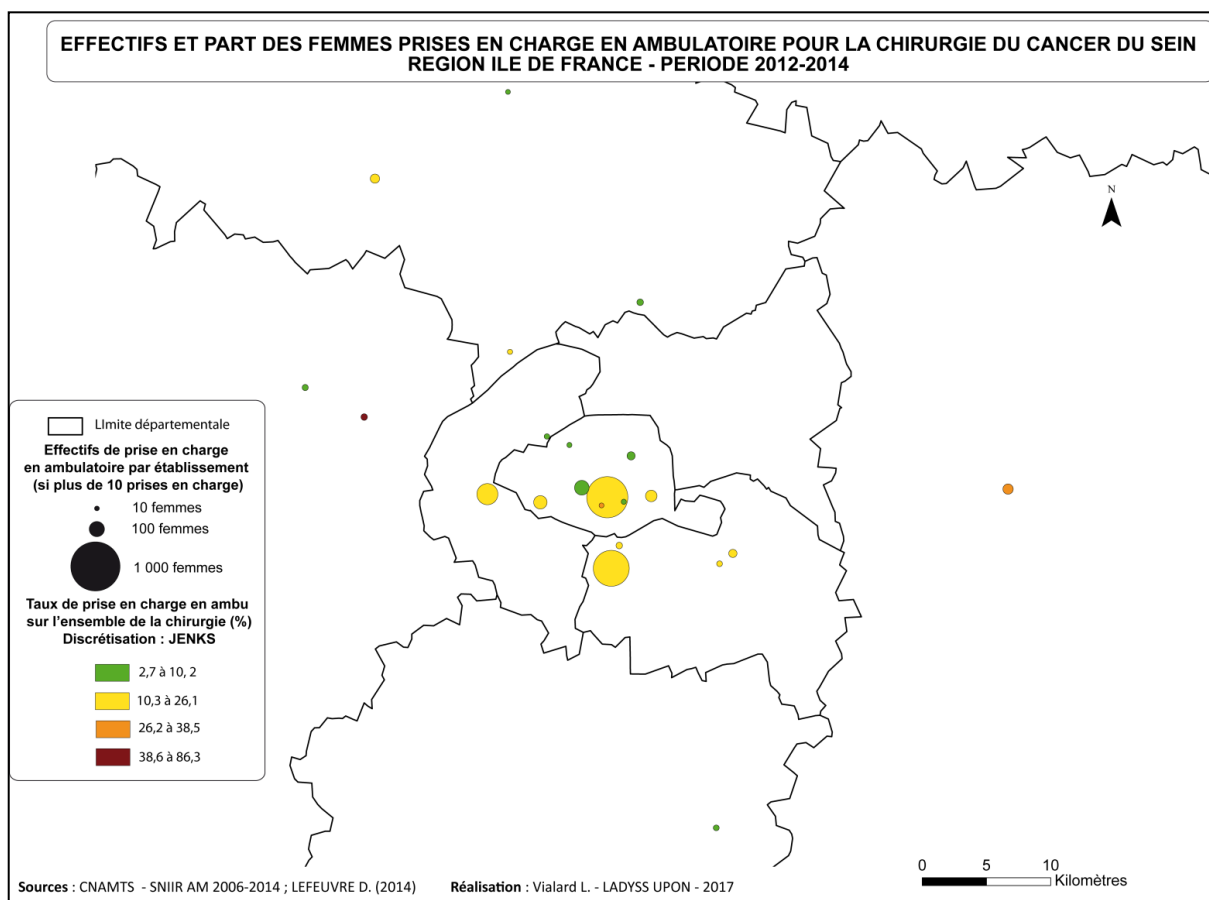 EFFECTIFS ET PART DES FEMMES PRISES EN CHARGE EN AMBULATOIRE POUR LA CHIRURGIE DU CANCER DU SEIN
REGION ILE DE FRANCE - PERIODE 2012-2014
N
LImite départementale
Effectifs de prise en charge
en ambulatoire par établissement
(si plus de 10 prises en charge)
10 femmes
100 femmes
1 000 femmes
Taux de prise en charge en ambu
sur l'ensemble de la chirurgie (%)
Discrétisation : JENKS
2,7 à 10, 2
10,3 à 26,1
26,2 à 38,5
38,6 à 86,3
0 5 10
Kilomètres
Sources : CNAMTS - SNIIR AM 2006-2014 ; LEFEUVRE D. (2014) Réalisation : Vialard L. - LADYSS UPON - 2017